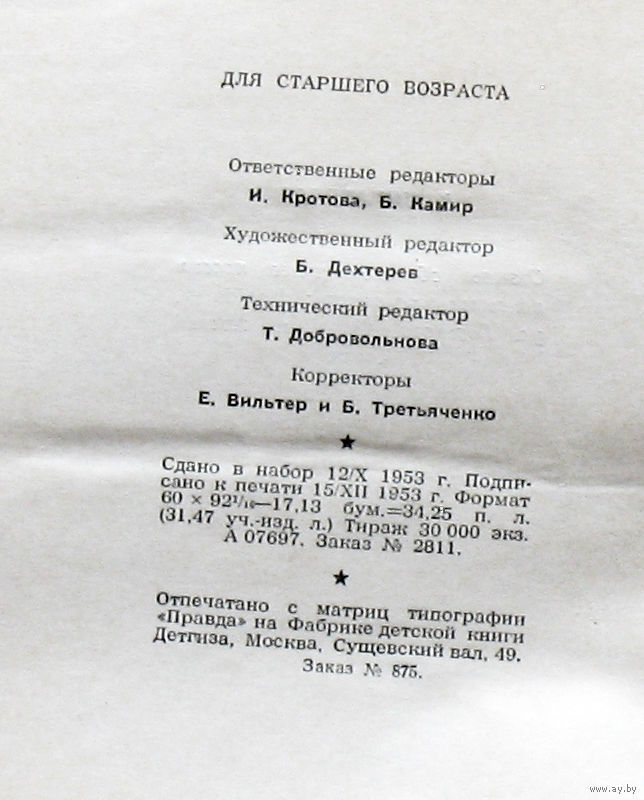 ДЛЯ СТАРШЕГО ВОЗРАСТА
Ответственные редакторы
И. Кротова, Б. Камир
Художественный редактор
Б. Дехтерев
Технический редактор
Т. Добровольнова
Корректоры
Е. Вильтер и Б. Третьяченко
★
Сдано в набор 12/X 1953 г. Подпи-
сано к печати 15/XII 1953 г. Формат
60 × 92¹/₁₆—17,13 бум.=34,25 п. л.
(31,47 уч.-изд. л.) Тираж 30 000 экз.
А 07697. Заказ № 2811.
★
Отпечатано с матриц типографии
«Правда» на Фабрике детской книги
Детгиза, Москва, Сущевский вал, 49.
Заказ № 875.
www.ay.by